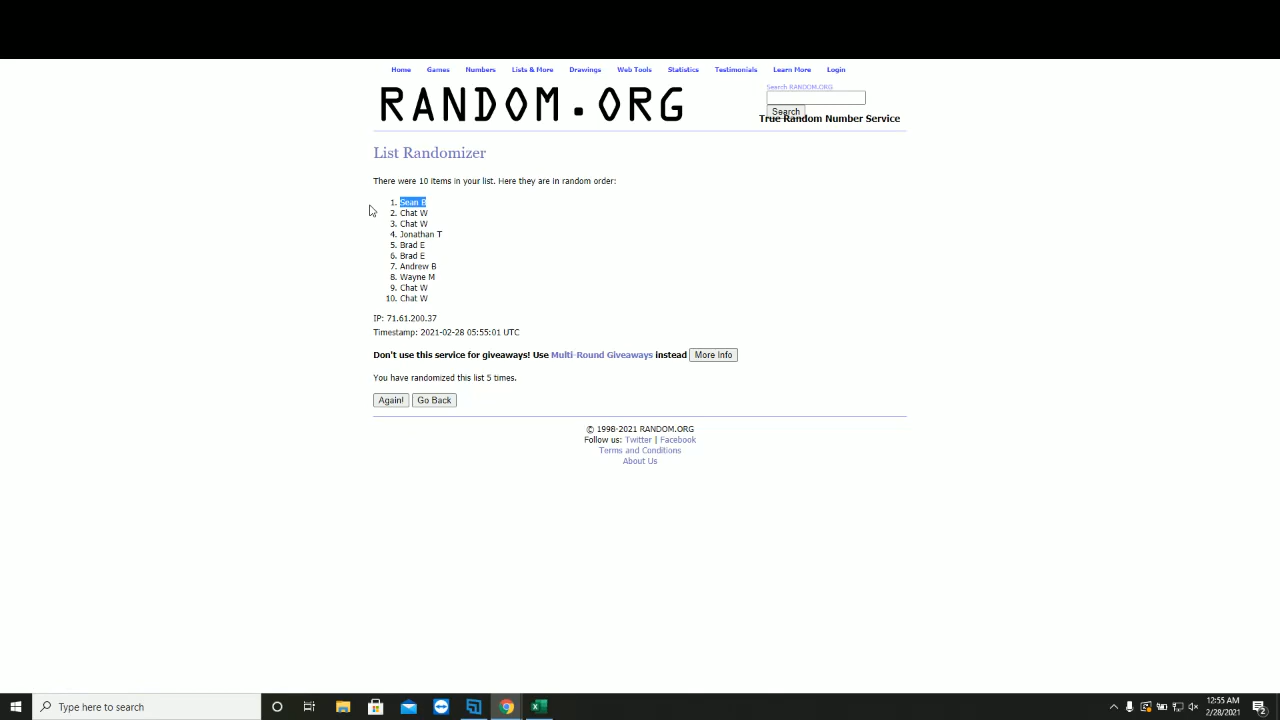 Home Games Numbers Lists & More Drawings Web Tools Statistics Testimonials Learn More Login
RANDOM.ORG
Search RANDOM.ORG
Search
True Random Number Service
List Randomizer
There were 10 items in your list. Here they are in random order:
1. Sean B
2. Chat W
3. Chat W
4. Jonathan T
5. Brad E
6. Brad E
7. Andrew B
8. Wayne M
9. Chat W
10. Chat W
IP: 71.61.200.37
Timestamp: 2021-02-28 05:55:01 UTC
Don't use this service for giveaways! Use Multi-Round Giveaways instead More Info
You have randomized this list 5 times.
Again! Go Back
© 1998-2021 RANDOM.ORG
Follow us: Twitter | Facebook
Terms and Conditions
About Us
Type here to search
12:55 AM
2/28/2021
2